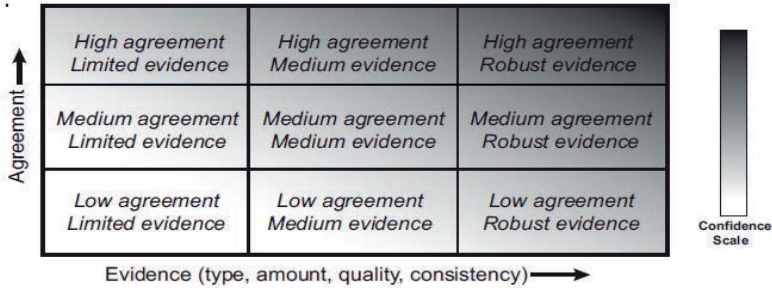 High agreement
Limited evidence
High agreement
Medium evidence
High agreement
Robust evidence
Medium agreement
Limited evidence
Medium agreement
Medium evidence
Medium agreement
Robust evidence
Low agreement
Limited evidence
Low agreement
Medium evidence
Low agreement
Robust evidence
Agreement
Evidence (type, amount, quality, consistency)
Confidence
Scale